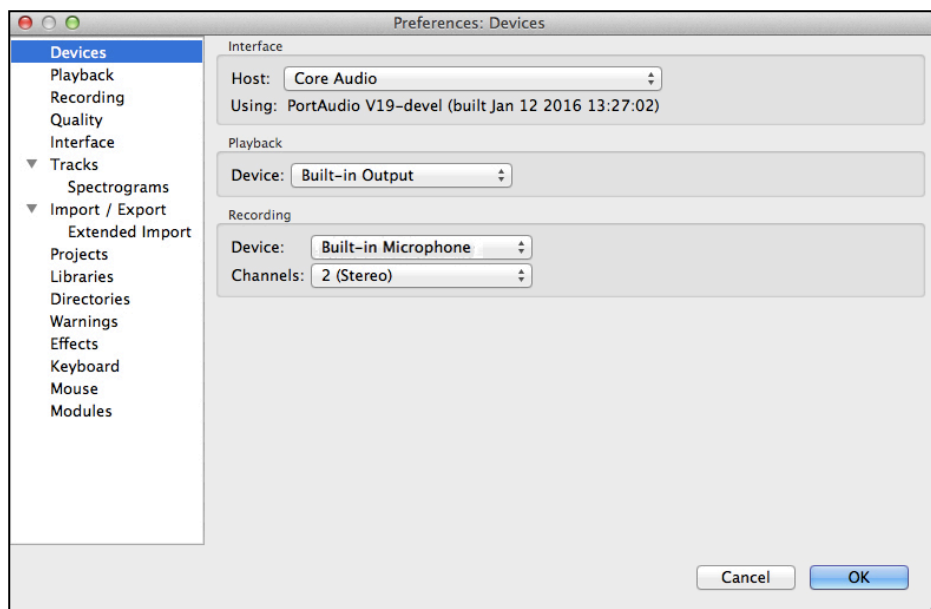 Preferences: Devices
Devices
Playback
Recording
Quality
Interface
Tracks
Spectrograms
Import / Export
Extended Import
Projects
Libraries
Directories
Warnings
Effects
Keyboard
Mouse
Modules
Interface
Host: Core Audio
Using: PortAudio V19-devel (built Jan 12 2016 13:27:02)
Playback
Device: Built-in Output
Recording
Device: Built-in Microphone
Channels: 2 (Stereo)
Cancel OK